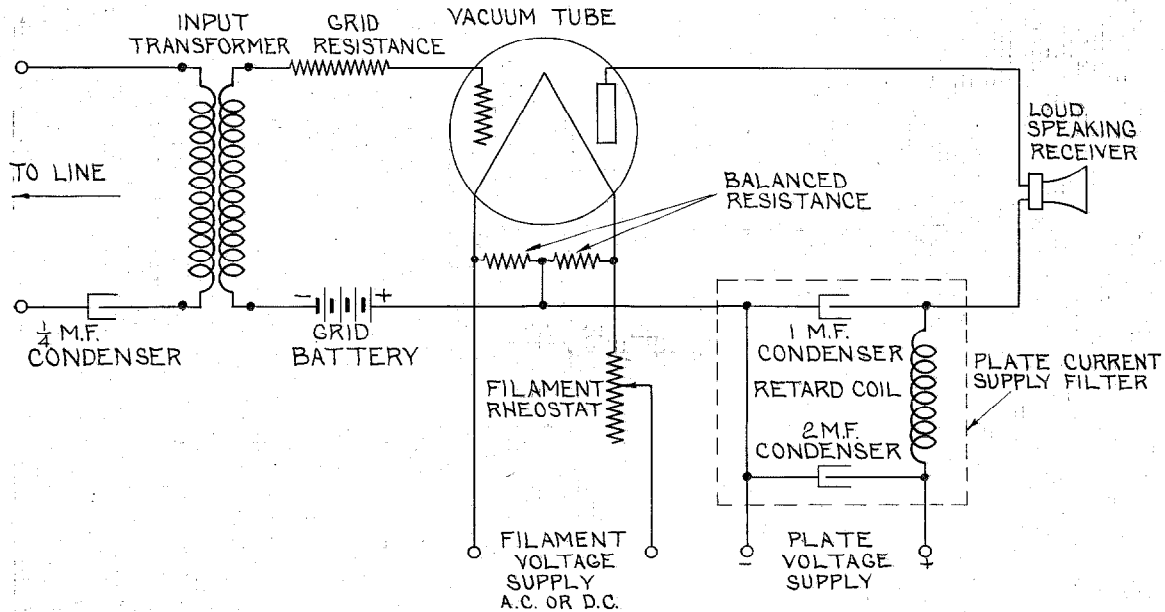 VACUUM TUBE
INPUT
TRANSFORMER
GRID
RESISTANCE
LOUD
SPEAKING
RECEIVER
TO LINE
BALANCED
RESISTANCE
- +
1/4 M.F.
CONDENSER
GRID
BATTERY
1 M.F.
CONDENSER
RETARD COIL
2 M.F.
CONDENSER
PLATE CURRENT
SUPPLY FILTER
FILAMENT
RHEOSTAT
FILAMENT
VOLTAGE
SUPPLY
A.C. OR D.C.
- +
PLATE
VOLTAGE
SUPPLY